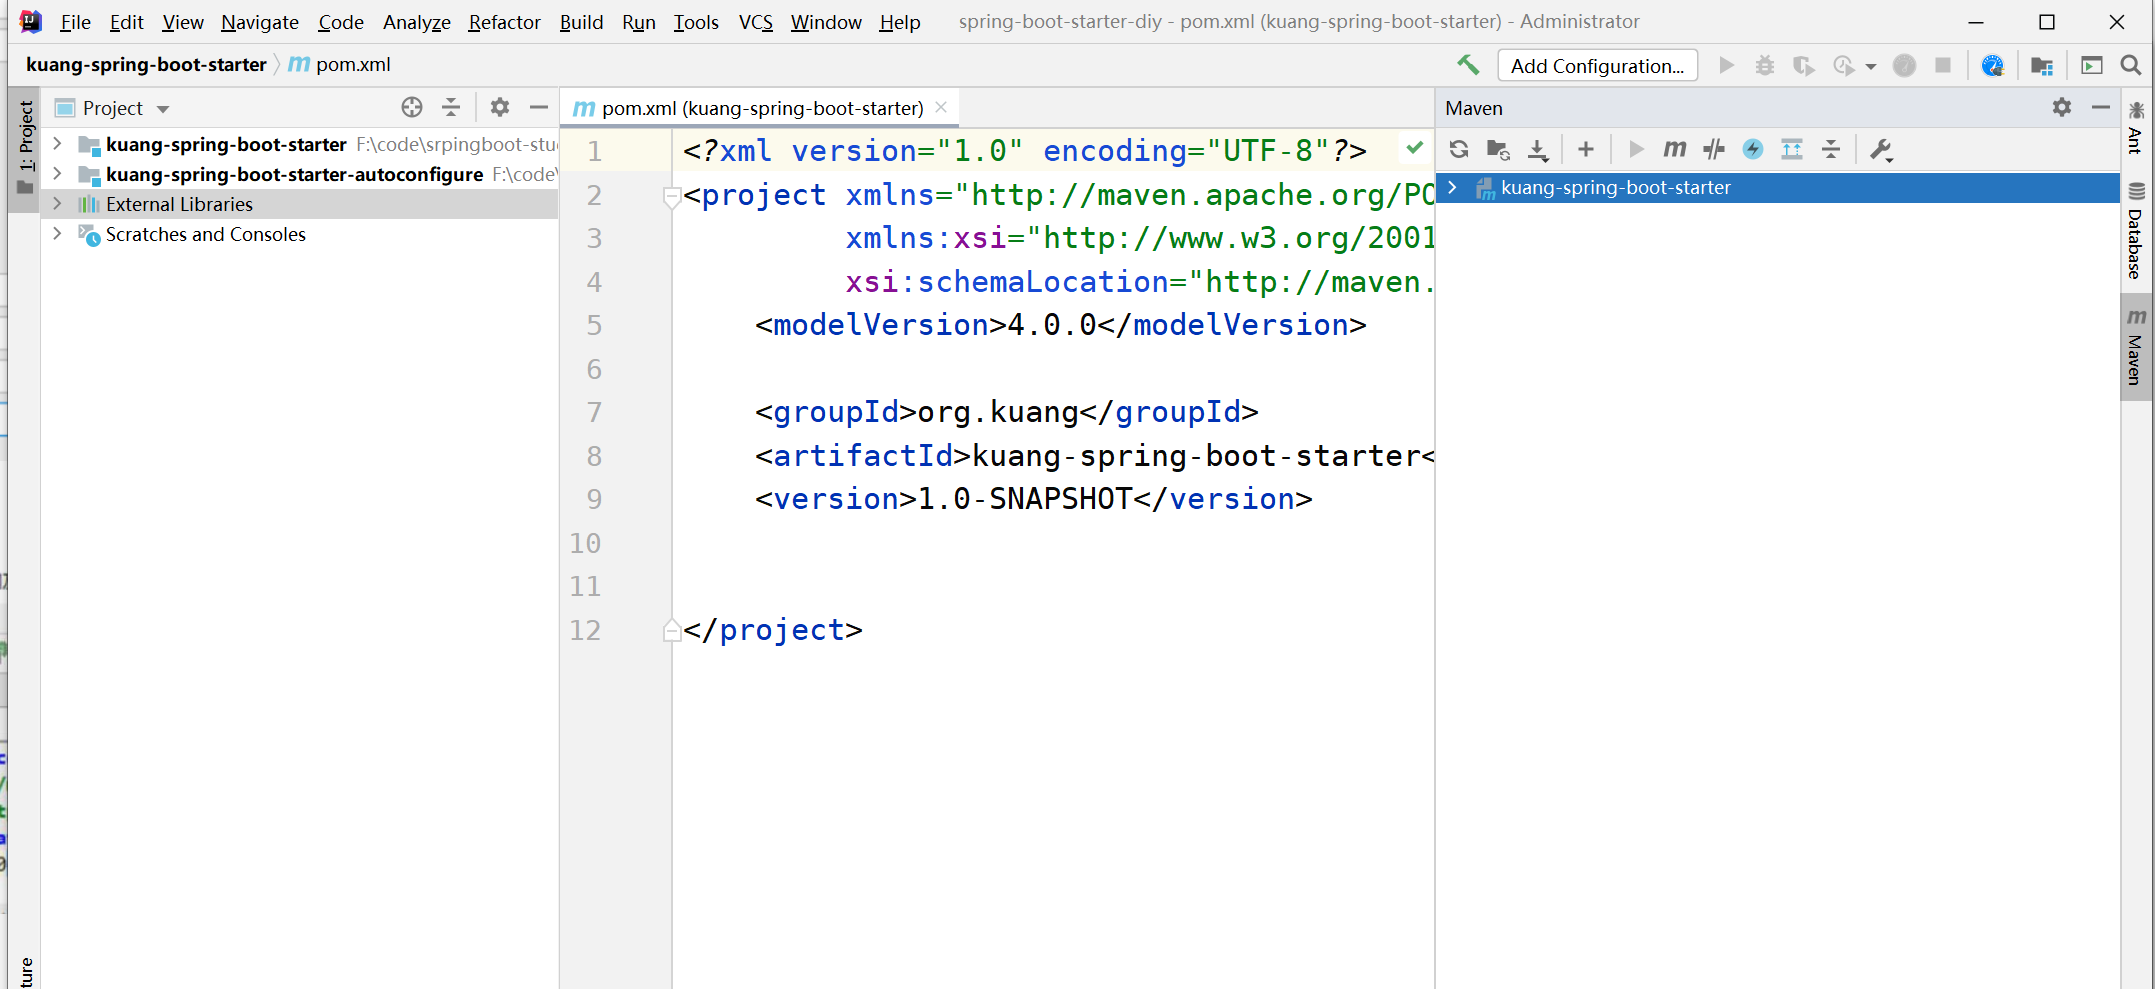 File Edit View Navigate Code Analyze Refactor Build Run Tools VCS Window Help spring-boot-starter-diy - pom.xml (kuang-spring-boot-starter) - Administrator
kuang-spring-boot-starter pom.xml Add Configuration...
1: Project
Project
kuang-spring-boot-starter F:\code\srpingboot-stu
kuang-spring-boot-starter-autoconfigure F:\code\
External Libraries
Scratches and Consoles
pom.xml (kuang-spring-boot-starter)
1 <?xml version="1.0" encoding="UTF-8"?>
2 <project xmlns="http://maven.apache.org/PO
3 xmlns:xsi="http://www.w3.org/2001
4 xsi:schemaLocation="http://maven.
5 <modelVersion>4.0.0</modelVersion>
6
7 <groupId>org.kuang</groupId>
8 <artifactId>kuang-spring-boot-starter<
9 <version>1.0-SNAPSHOT</version>
10
11
12 </project>
Maven
kuang-spring-boot-starter
Ant
Database
Maven
ture